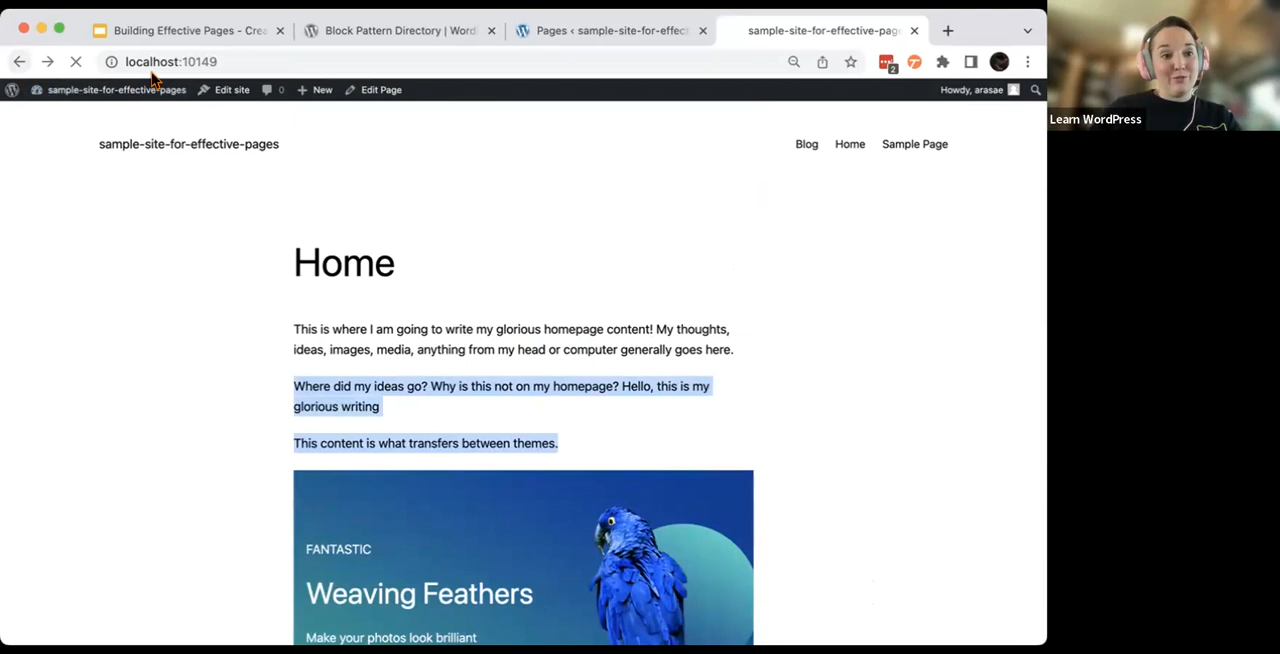 Building Effective Pages - Crea
Block Pattern Directory | Word
Pages ‹ sample-site-for-effect
sample-site-for-effective-pag
localhost:10149
2
sample-site-for-effective-pages
Edit site
0
New
Edit Page
Howdy, arasae
Learn WordPress
sample-site-for-effective-pages
Blog
Home
Sample Page
Home
This is where I am going to write my glorious homepage content! My thoughts,
ideas, images, media, anything from my head or computer generally goes here.
Where did my ideas go? Why is this not on my homepage? Hello, this is my
glorious writing
This content is what transfers between themes.
FANTASTIC
Weaving Feathers
Make your photos look brilliant